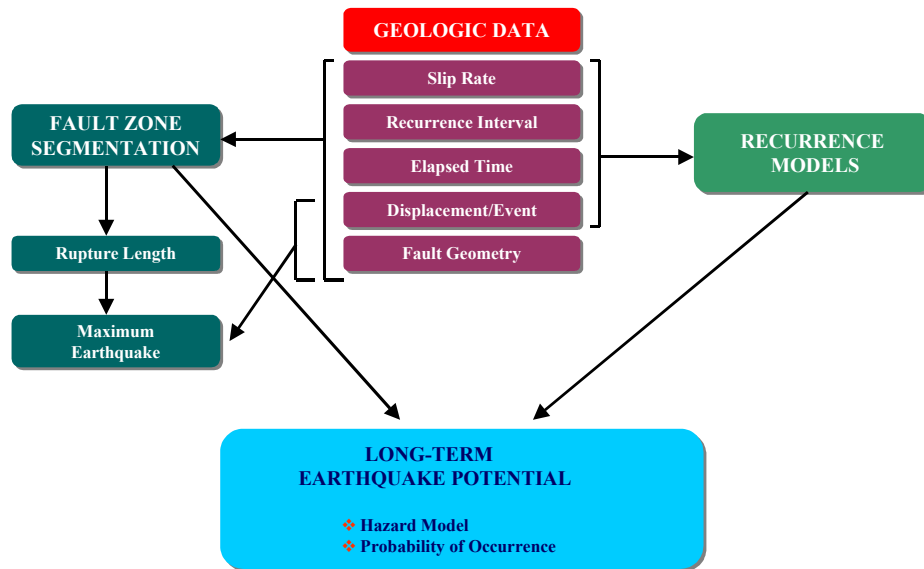 GEOLOGIC DATA
Slip Rate
Recurrence Interval
Elapsed Time
Displacement/Event
Fault Geometry
FAULT ZONE
SEGMENTATION
Rupture Length
Maximum
Earthquake
RECURRENCE
MODELS
LONG-TERM
EARTHQUAKE POTENTIAL
❖ Hazard Model
❖ Probability of Occurrence